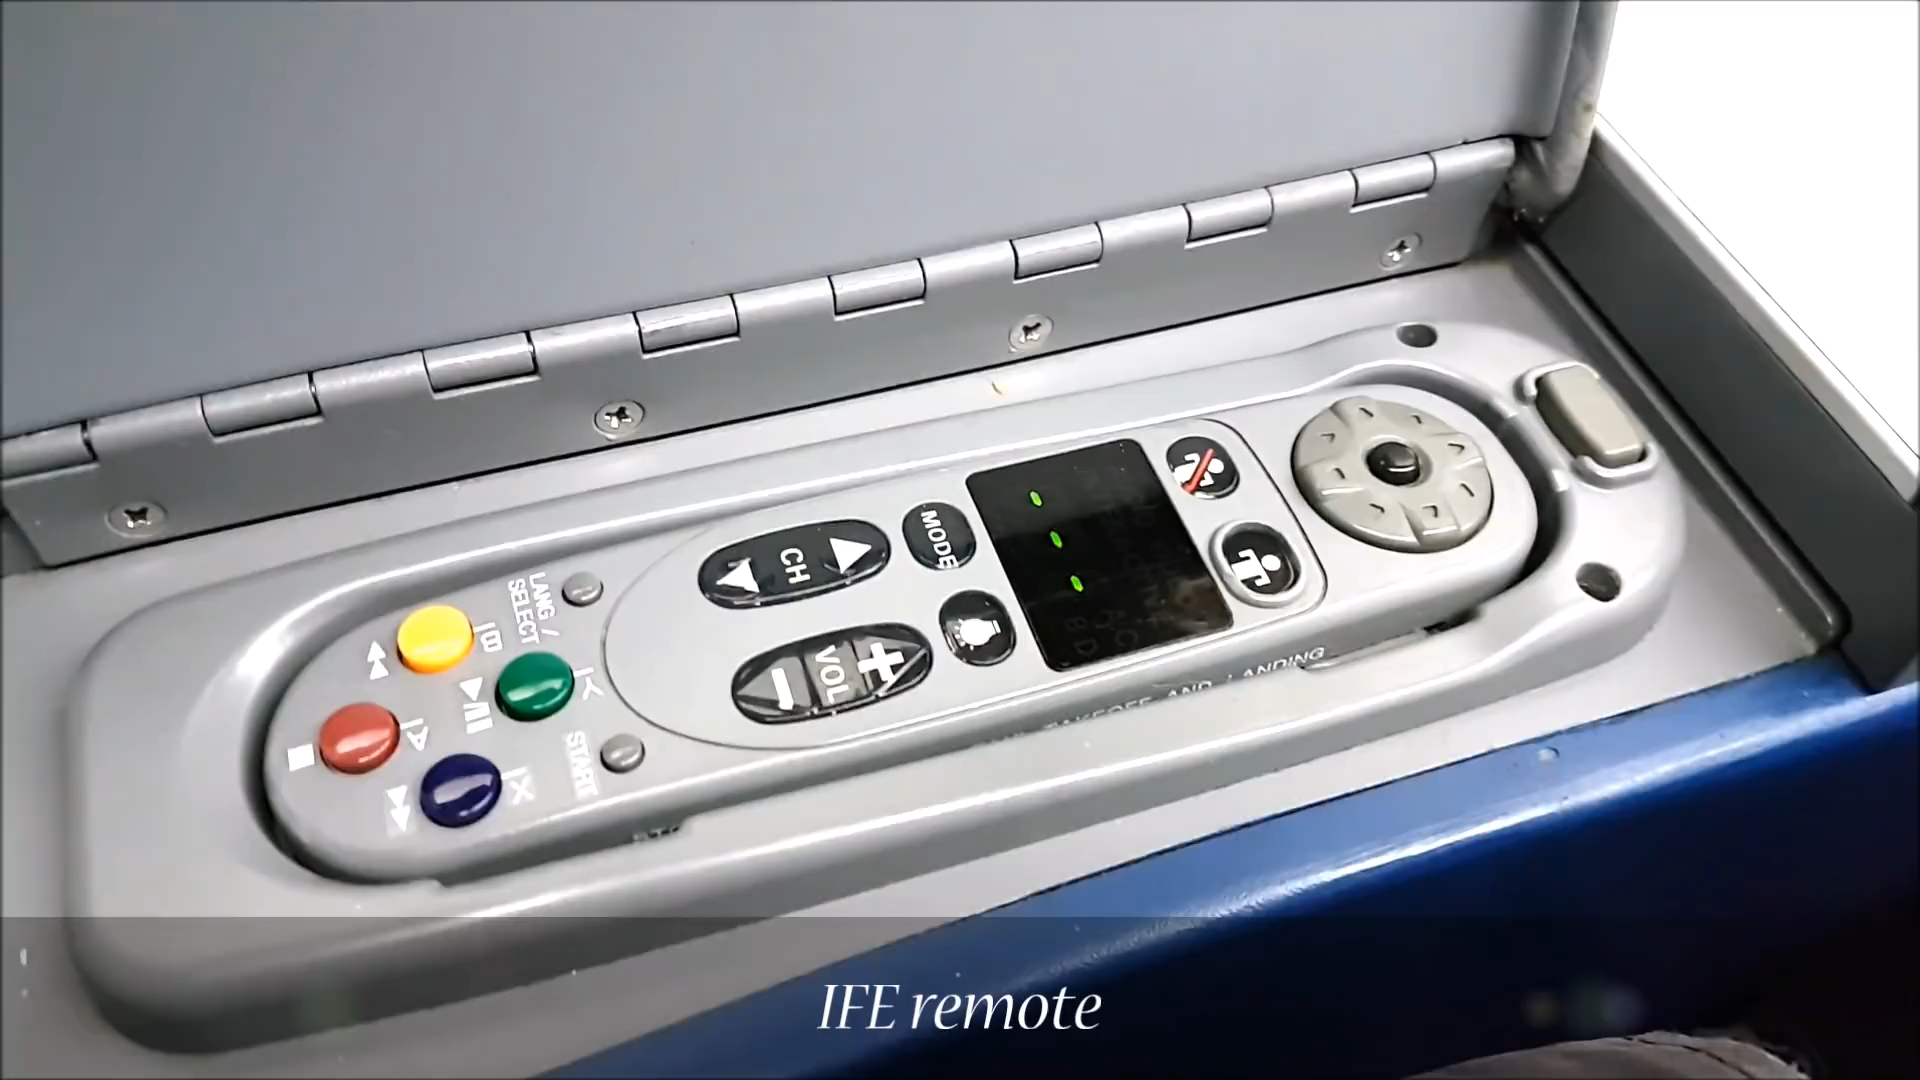 MODE
CH
+
VOL
-
LANG /
SELECT
B
Y
A
X
START
TAKEOFF AND LANDING
IFE remote